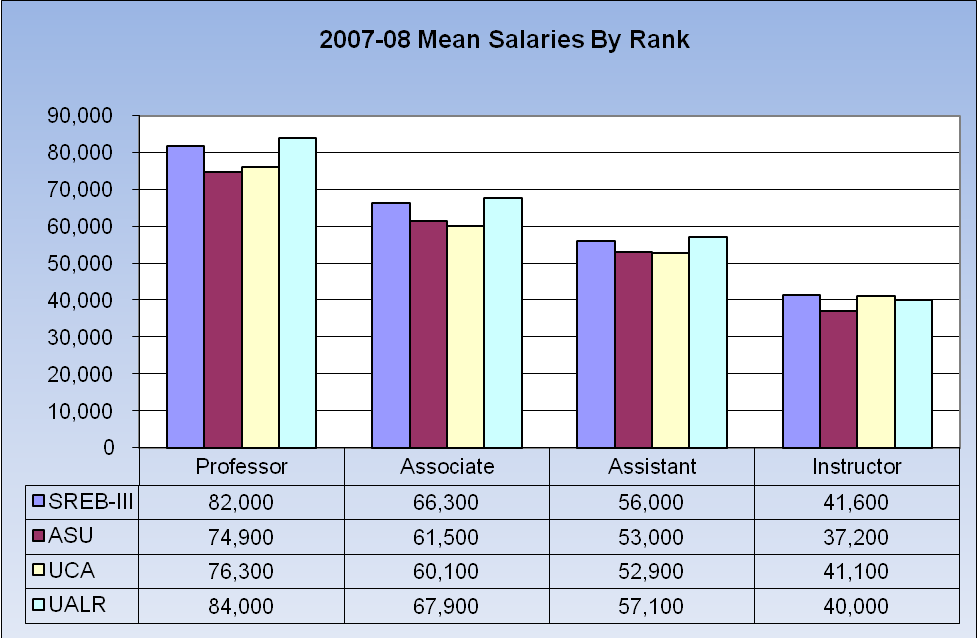 2007-08 Mean Salaries By Rank
90,000
80,000
70,000
60,000
50,000
40,000
30,000
20,000
10,000
0
Professor Associate Assistant Instructor
SREB-III 82,000 66,300 56,000 41,600
ASU 74,900 61,500 53,000 37,200
UCA 76,300 60,100 52,900 41,100
UALR 84,000 67,900 57,100 40,000